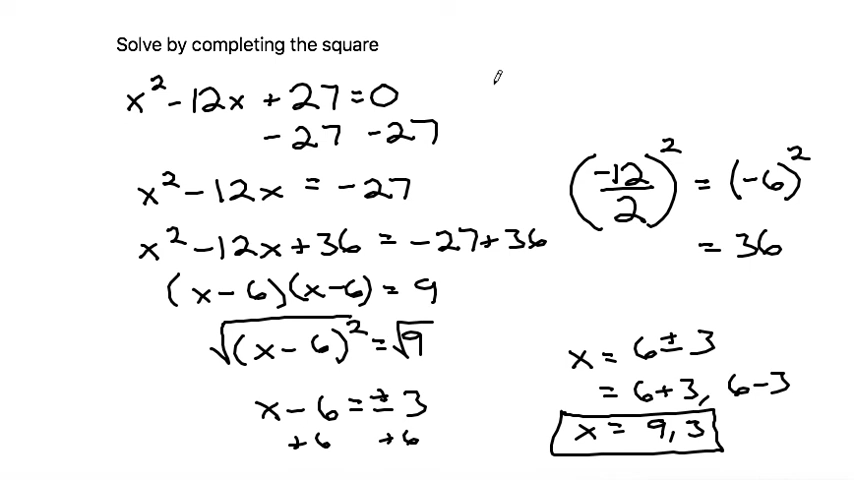 Solve by completing the square
x² - 12x + 27 = 0
- 27 - 27
x² - 12x = - 27
x² - 12x + 36 = - 27 + 36
(x - 6)(x - 6) = 9
√(x - 6)² = √9
x - 6 = ± 3
+ 6 + 6
(-12/2)² = (-6)²
= 36
x = 6 ± 3
= 6 + 3, 6 - 3
x = 9, 3